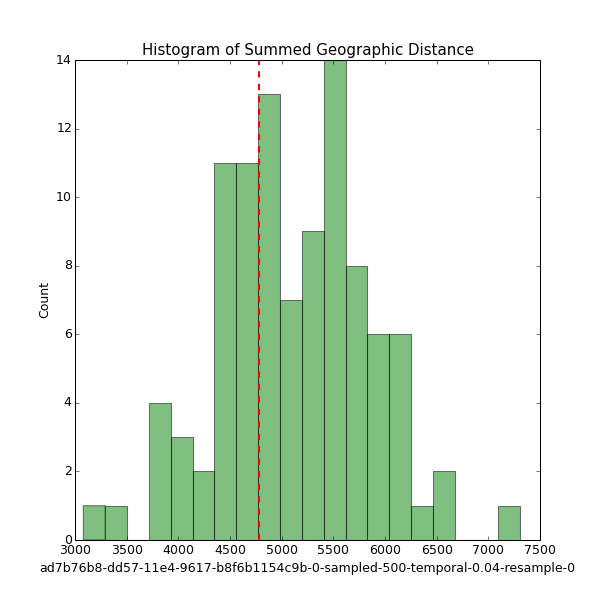 Histogram of Summed Geographic Distance
14
12
10
8
6
4
2
0
Count
3000 3500 4000 4500 5000 5500 6000 6500 7000 7500
ad7b76b8-dd57-11e4-9617-b8f6b1154c9b-0-sampled-500-temporal-0.04-resample-0